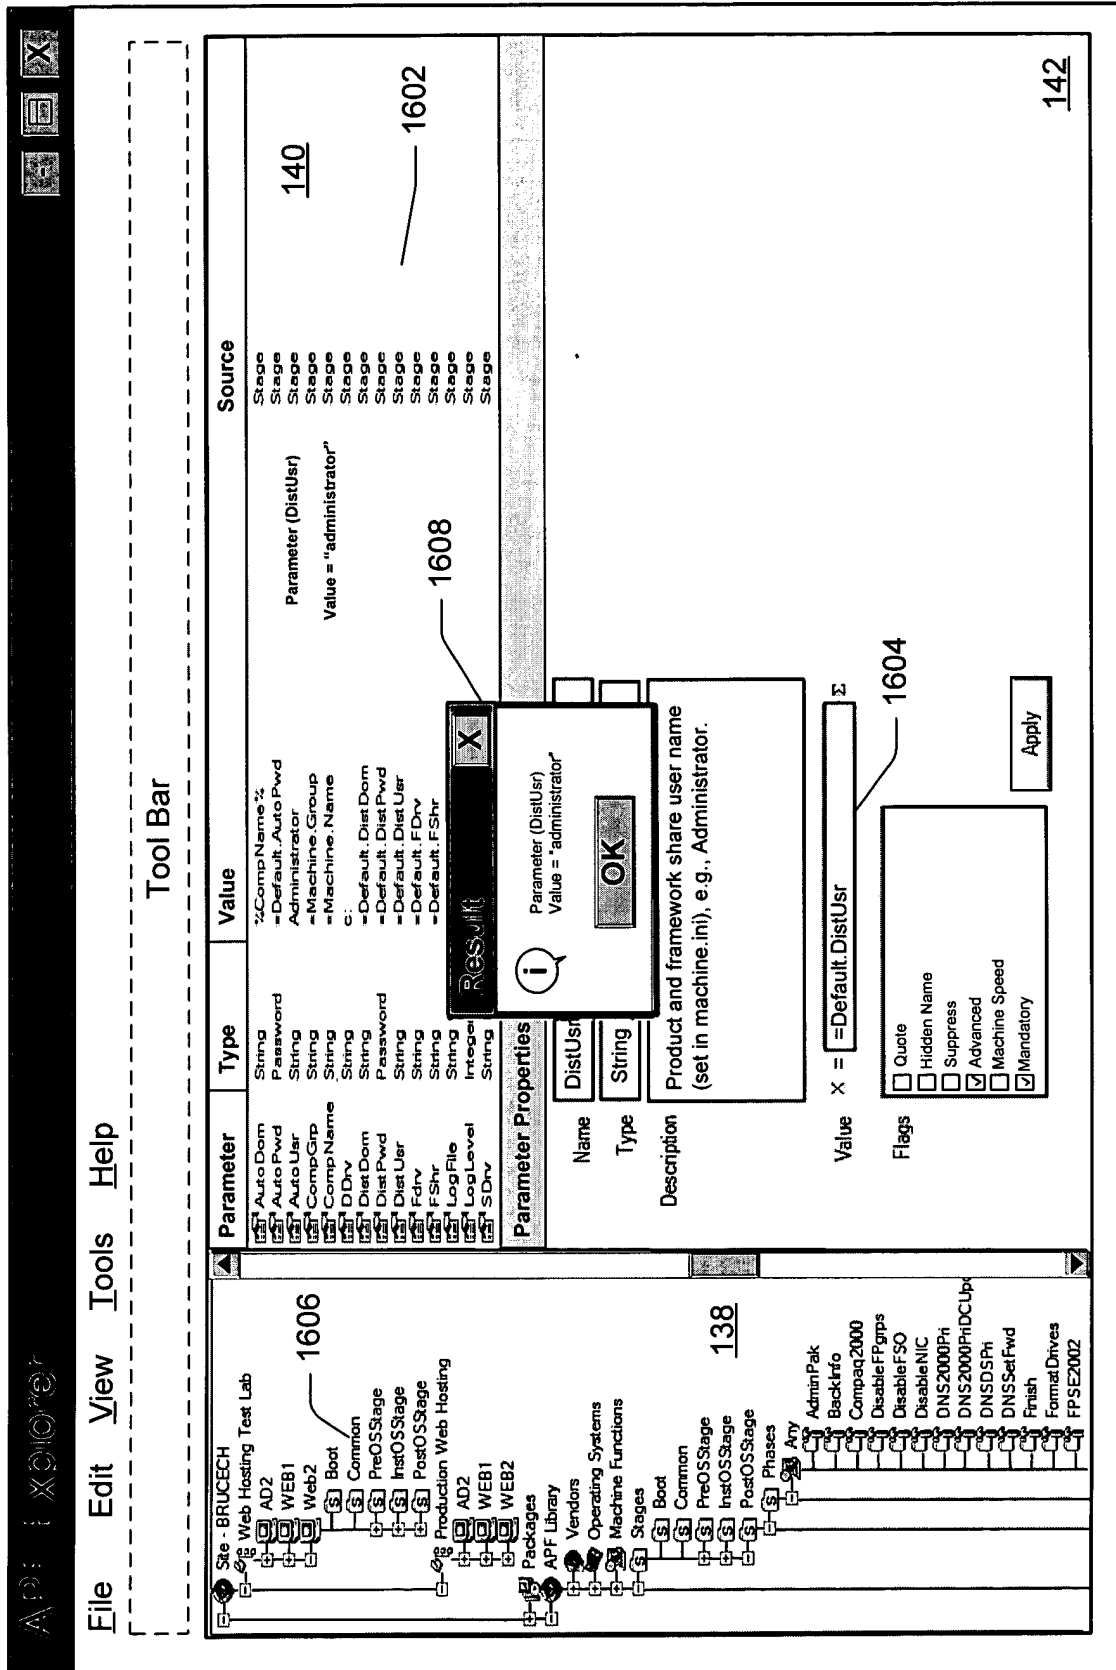 APF Explorer
File Edit View Tools Help
Tool Bar
Site - BRUCECH
Web Hosting Test Lab
AD2
WEB1
Web2
1606
Boot
Common
PreOSStage
InstOSStage
PostOSStage
Production Web Hosting
AD2
WEB1
WEB2
Packages
APF Library
Vendors
Operating Systems
Machine Functions
Stages
138
Boot
Common
PreOSStage
InstOSStage
PostOSStage
Phases
Any
AdminPak
BackInfo
Compaq2000
DisableFPgrps
DisableFSO
DisableNIC
DNS2000Pri
DNS2000PriDCUpd
DNSDSPri
DNSSetFwd
Finish
FormatDrives
FPSE2002
Parameter Type Value Source
AutoDom String %CompName% Stage
AutoPwd Password =Default.AutoPwd Stage
AutoUsr String Administrator Stage
CompGrp String =Machine.Group Stage
CompName String =Machine.Name Stage
DDrv String c: Stage
DistDom String =Default.DistDom Stage
DistPwd Password =Default.DistPwd Stage
DistUsr String =Default.DistUsr Stage
Fdrv String =Default.FDrv Stage
FShr String =Default.FShr Stage
LogFile String Stage
LogLevel Integer Stage
SDrv String Stage
Parameter (DistUsr)
Value = "administrator"
140
1602
1608
Result X
Parameter (DistUsr)
Value = "administrator"
OK
Parameter Properties
Name DistUsr
Type String
Description Product and framework share user name
(set in machine.ini), e.g., Administrator.
Value X = =Default.DistUsr Σ
1604
Flags
Quote
Hidden Name
Suppress
Advanced
Machine Speed
Mandatory
Apply
142